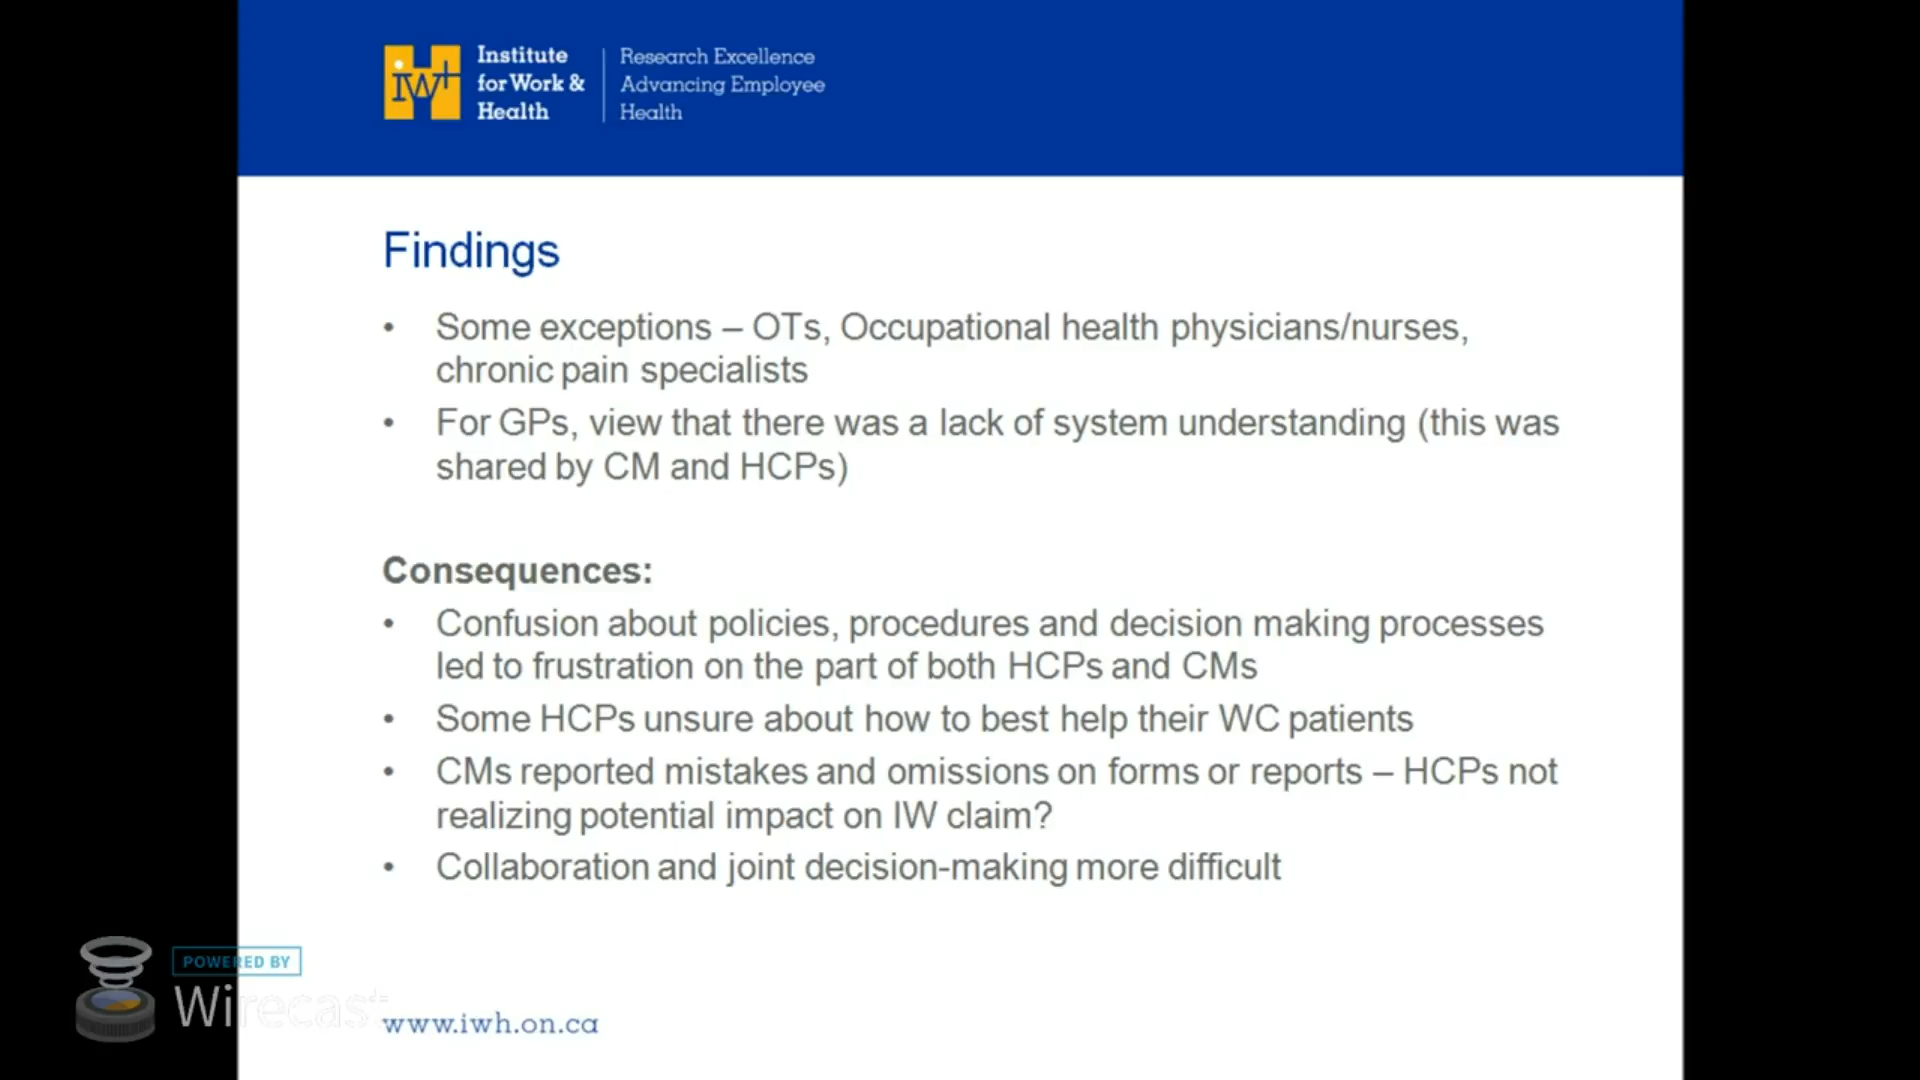 iw+
Institute
for Work &
Health
Research Excellence
Advancing Employee
Health
Findings
• Some exceptions – OTs, Occupational health physicians/nurses,
chronic pain specialists
• For GPs, view that there was a lack of system understanding (this was
shared by CM and HCPs)
Consequences:
• Confusion about policies, procedures and decision making processes
led to frustration on the part of both HCPs and CMs
• Some HCPs unsure about how to best help their WC patients
• CMs reported mistakes and omissions on forms or reports – HCPs not
realizing potential impact on IW claim?
• Collaboration and joint decision-making more difficult
POWERED BY
Wirecast
www.iwh.on.ca